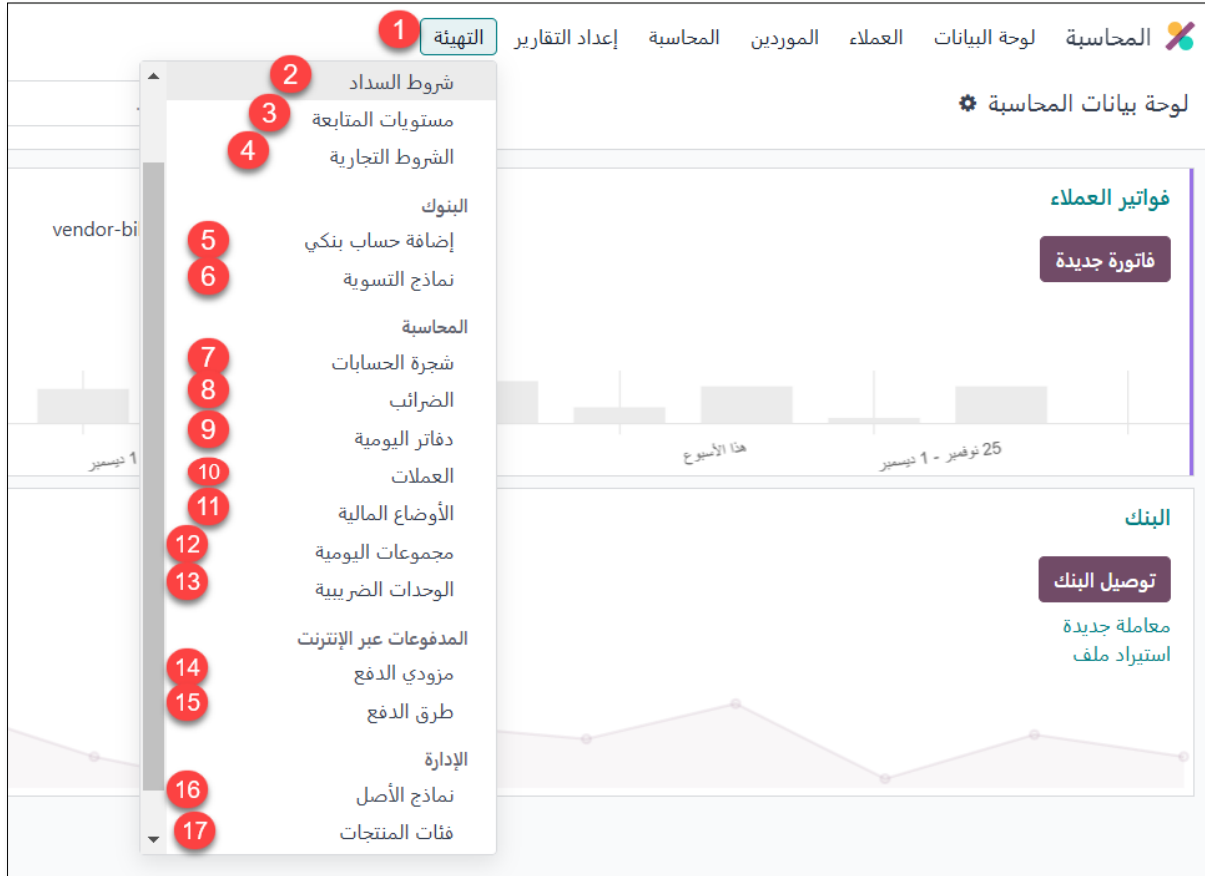 المحاسبة لوحة البيانات العملاء الموردين المحاسبة إعداد التقارير التهيئة 1
لوحة بيانات المحاسبة
شروط السداد 2
مستويات المتابعة 3
الشروط التجارية 4
البنوك
إضافة حساب بنكي 5
نماذج التسوية 6
المحاسبة
شجرة الحسابات 7
الضرائب 8
دفاتر اليومية 9
العملات 10
الأوضاع المالية 11
مجموعات اليومية 12
الوحدات الضريبية 13
المدفوعات عبر الإنترنت
مزودي الدفع 14
طرق الدفع 15
الإدارة
نماذج الأصل 16
فئات المنتجات 17
فواتير العملاء
فاتورة جديدة
25 نوفمبر - 1 ديسمبر
هذا الأسبوع
1 ديسمبر
vendor-bi
البنك
توصيل البنك
معاملة جديدة
استيراد ملف